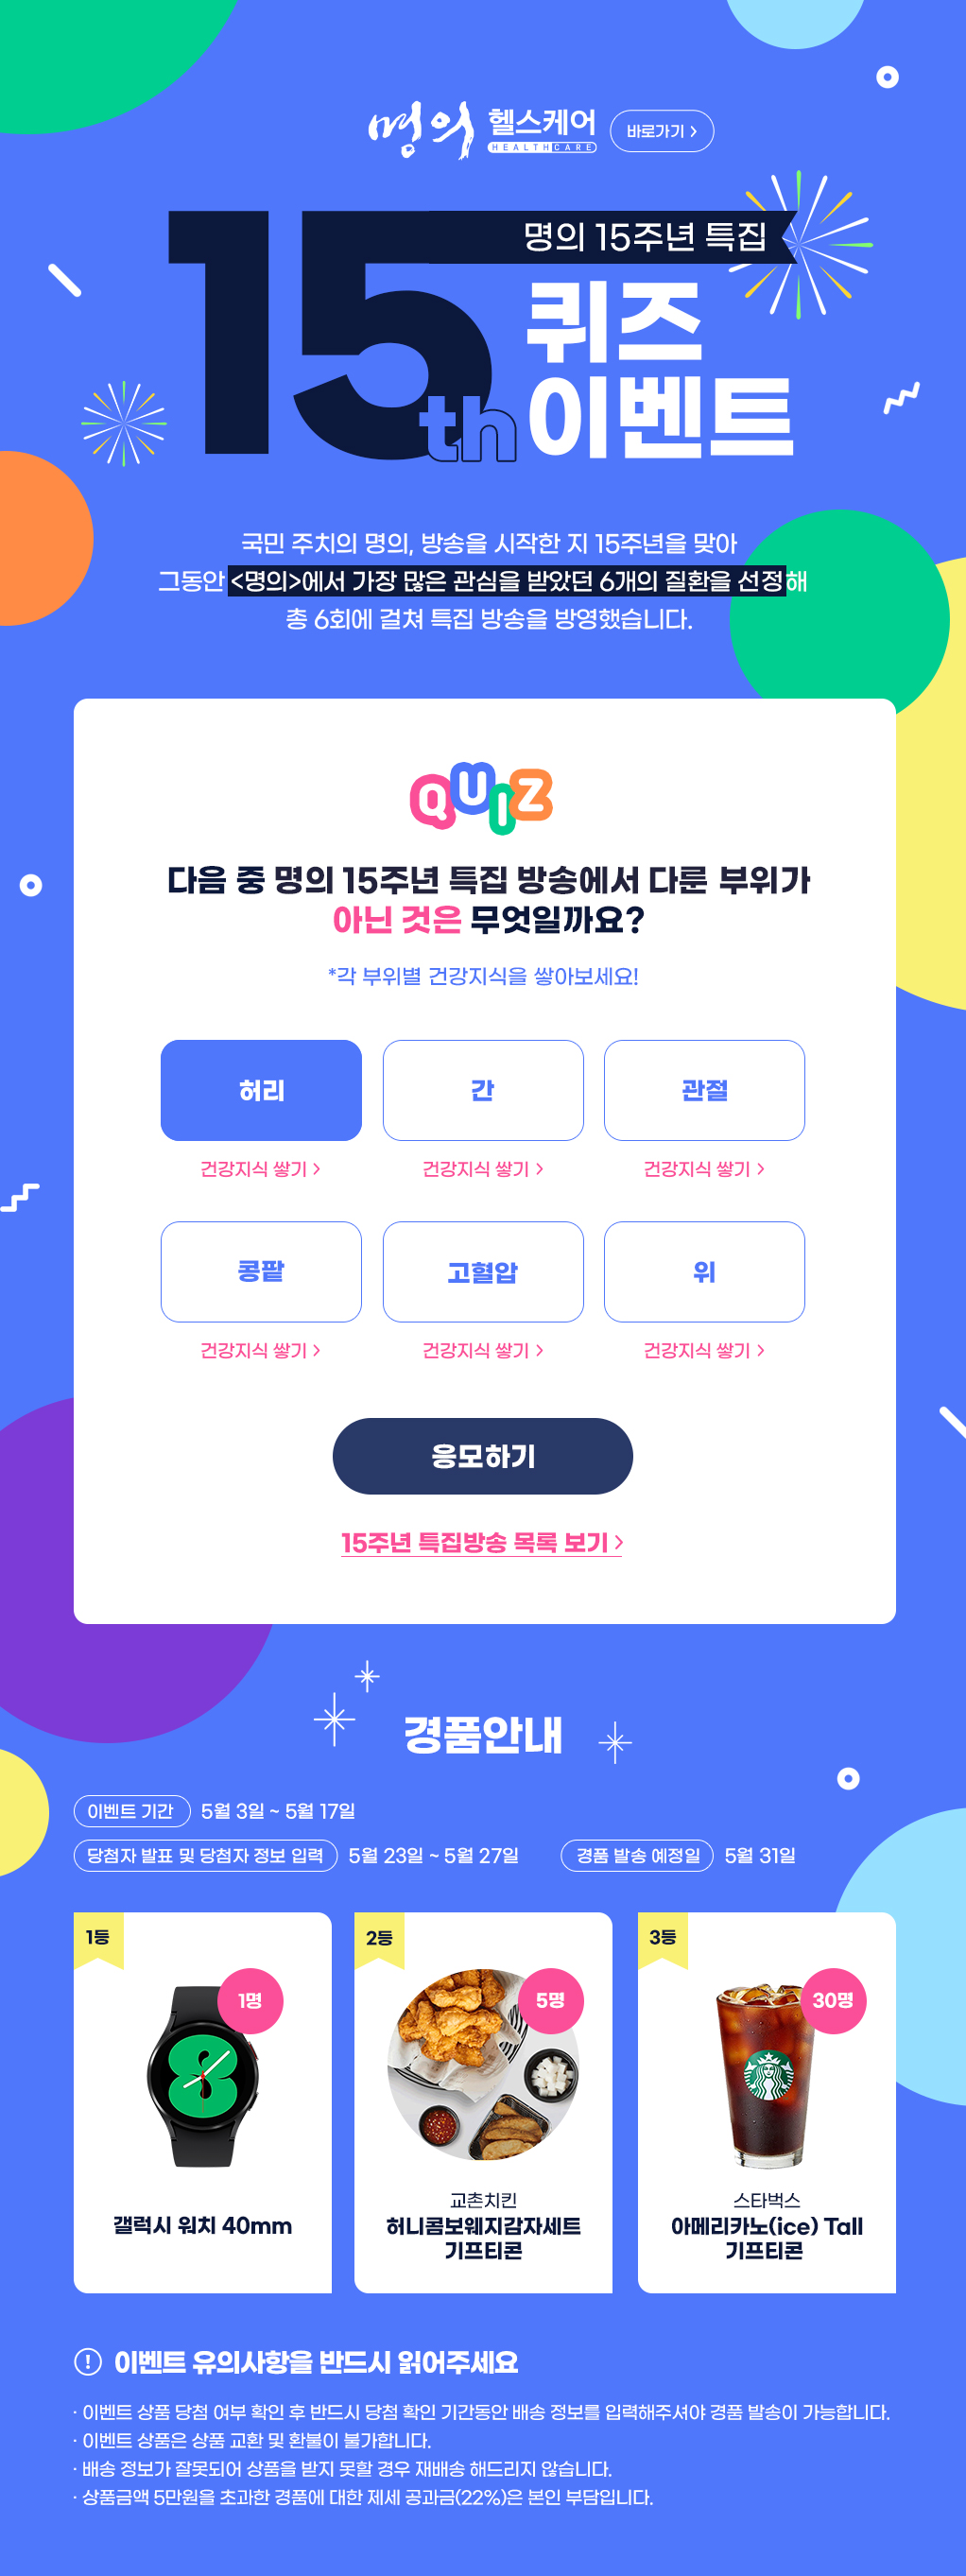 명의 헬스케어
HEALTHCARE
바로가기 >
명의 15주년 특집
15th
퀴즈
이벤트
국민 주치의 명의, 방송을 시작한 지 15주년을 맞아
그동안 <명의>에서 가장 많은 관심을 받았던 6개의 질환을 선정해
총 6회에 걸쳐 특집 방송을 방영했습니다.
QUIZ
다음 중 명의 15주년 특집 방송에서 다룬 부위가
아닌 것은 무엇일까요?
*각 부위별 건강지식을 쌓아보세요!
허리 간 관절
건강지식 쌓기 > 건강지식 쌓기 > 건강지식 쌓기 >
콩팥 고혈압 위
건강지식 쌓기 > 건강지식 쌓기 > 건강지식 쌓기 >
응모하기
15주년 특집방송 목록 보기 >
경품안내
이벤트 기간 5월 3일 ~ 5월 17일
당첨자 발표 및 당첨자 정보 입력 5월 23일 ~ 5월 27일 경품 발송 예정일 5월 31일
1등
1명
갤럭시 워치 40mm
2등
5명
교촌치킨
허니콤보웨지감자세트
기프티콘
3등
30명
스타벅스
아메리카노(ice) Tall
기프티콘
! 이벤트 유의사항을 반드시 읽어주세요
· 이벤트 상품 당첨 여부 확인 후 반드시 당첨 확인 기간동안 배송 정보를 입력해주셔야 경품 발송이 가능합니다.
· 이벤트 상품은 상품 교환 및 환불이 불가합니다.
· 배송 정보가 잘못되어 상품을 받지 못할 경우 재배송 해드리지 않습니다.
· 상품금액 5만원을 초과한 경품에 대한 제세 공과금(22%)은 본인 부담입니다.